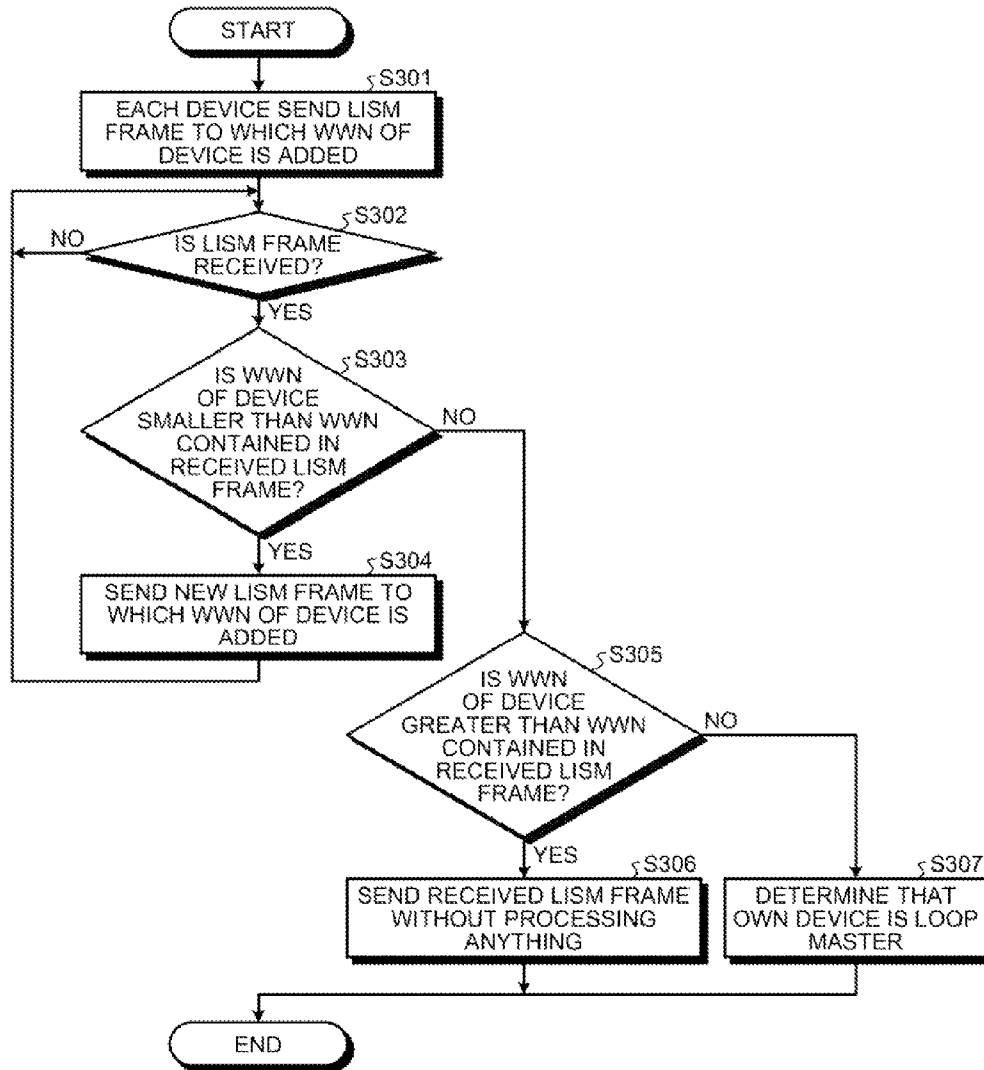 START
S301
EACH DEVICE SEND LISM
FRAME TO WHICH WWN OF
DEVICE IS ADDED
S302
NO
IS LISM FRAME
RECEIVED?
YES
S303
IS WWN
OF DEVICE
SMALLER THAN WWN
CONTAINED IN
RECEIVED LISM
FRAME?
NO
YES
S304
SEND NEW LISM FRAME TO
WHICH WWN OF DEVICE IS
ADDED
S305
IS WWN
OF DEVICE
GREATER THAN WWN
CONTAINED IN
RECEIVED LISM
FRAME?
NO
YES
S306
SEND RECEIVED LISM FRAME
WITHOUT PROCESSING
ANYTHING
S307
DETERMINE THAT
OWN DEVICE IS LOOP
MASTER
END